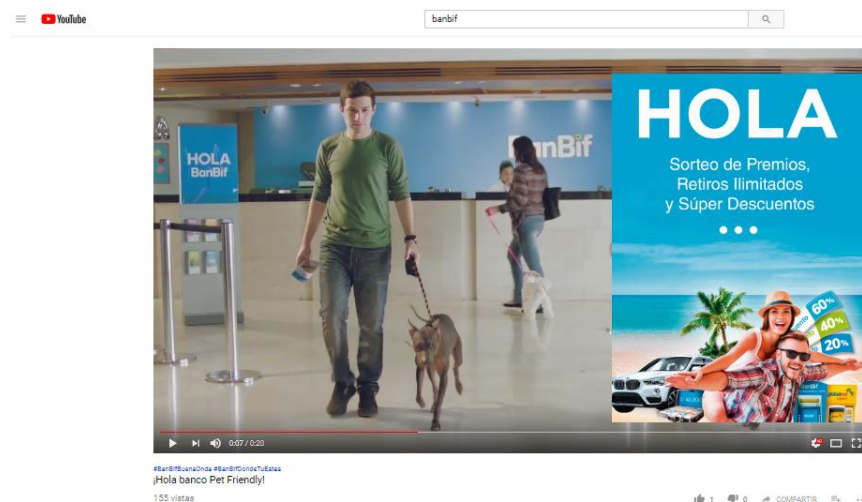 YouTube
banbif
HOLA
BanBif
BanBif
HOLA
Sorteo de Premios,
Retiros Ilimitados
y Súper Descuentos
60%
40%
20%
BanBif
0:07 / 0:20
#BanBifBuenaOnda #BanBifDondeTuEstas
¡Hola banco Pet Friendly!
155 vistas
1
0
COMPARTIR